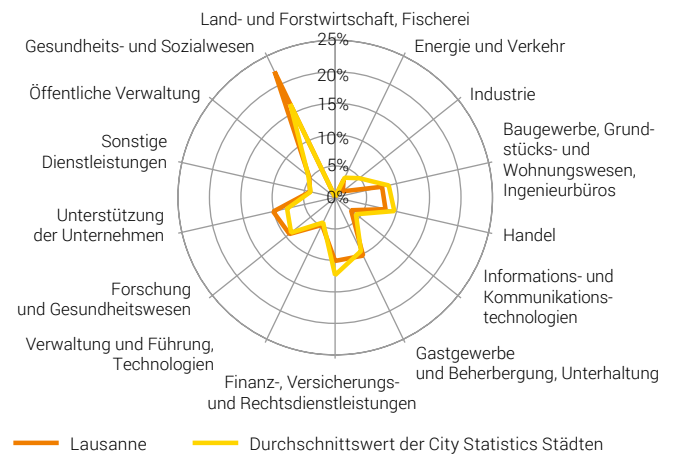 Land- und Forstwirtschaft, Fischerei
25%
Gesundheits- und Sozialwesen
Energie und Verkehr
20%
Öffentliche Verwaltung
Industrie
15%
Baugewerbe, Grund-
stücks- und
Wohnungswesen,
Ingenieurbüros
10%
Sonstige
Dienstleistungen
5%
0%
Unterstützung
der Unternehmen
Handel
Informations- und
Kommunikations-
technologien
Forschung
und Gesundheitswesen
Verwaltung und Führung,
Technologien
Gastgewerbe
und Beherbergung, Unterhaltung
Finanz-, Versicherungs-
und Rechtsdienstleistungen
Lausanne
Durchschnittswert der City Statistics Städten